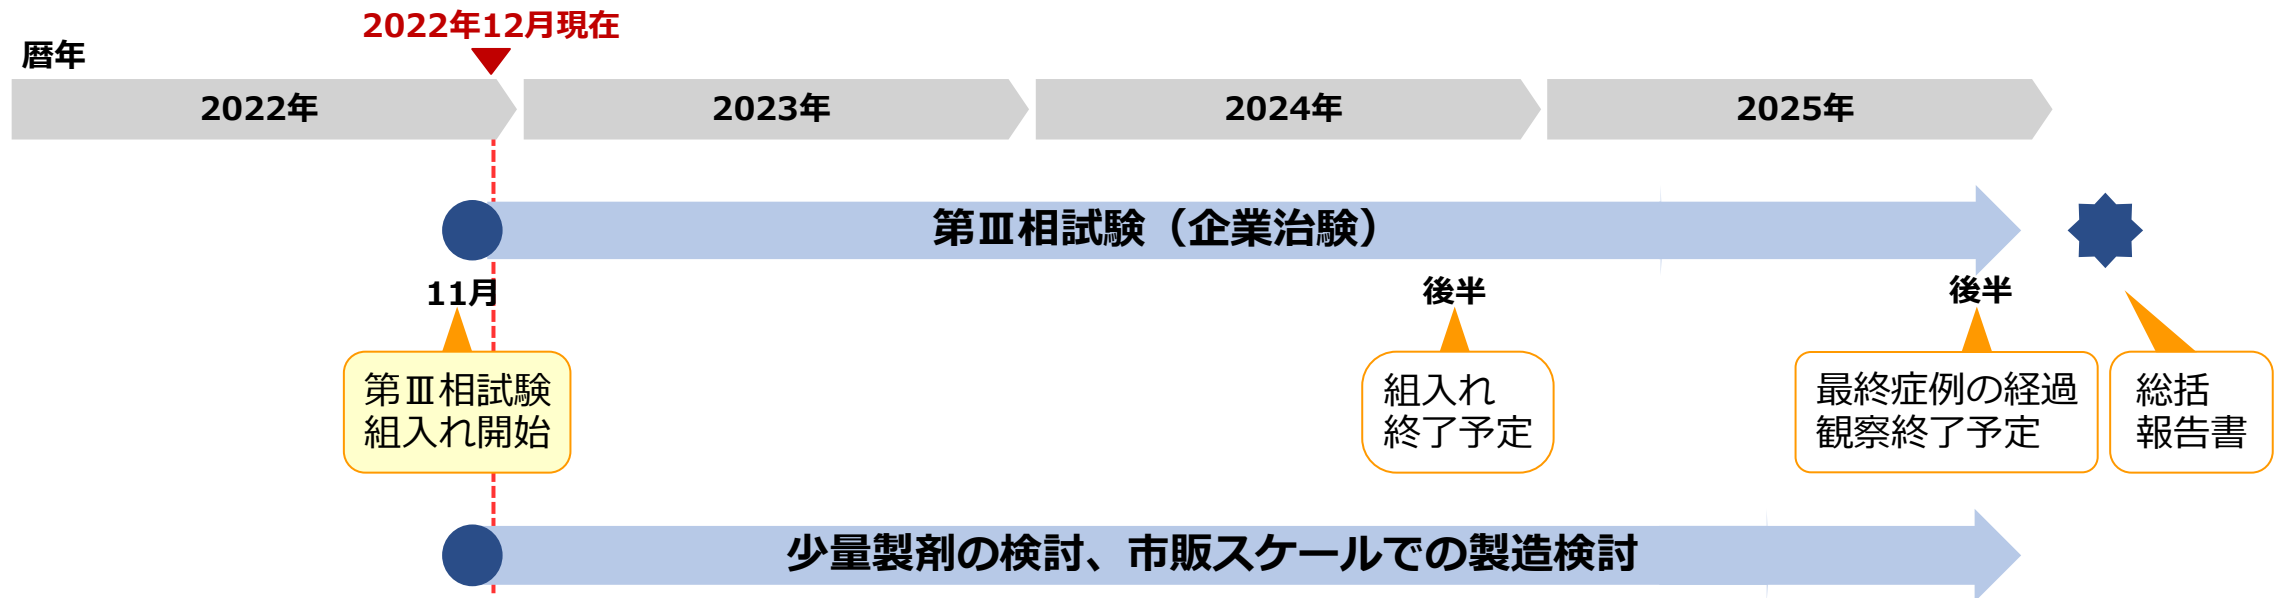 2022年12月現在
暦年
2022年
2023年
2024年
2025年
第Ⅲ相試験（企業治験）
11月
後半
後半
第Ⅲ相試験
組入れ開始
組入れ
終了予定
最終症例の経過
観察終了予定
総括
報告書
少量製剤の検討、市販スケールでの製造検討